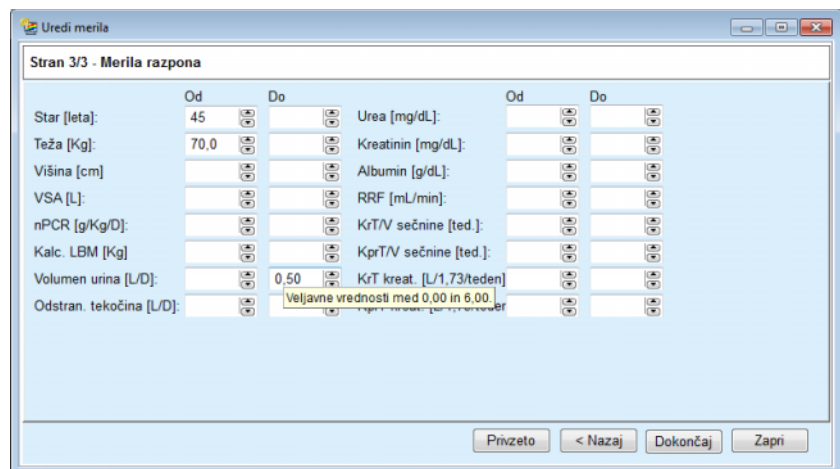 Uredi merila
Stran 3/3 - Merila razpona
Od Do Od Do
Star [leta]: 45 Urea [mg/dL]:
Teža [Kg]: 70,0 Kreatinin [mg/dL]:
Višina [cm] Albumin [g/dL]:
VSA [L]: RRF [mL/min]:
nPCR [g/Kg/D]: KrT/V sečnine [ted.]:
Kalc. LBM [Kg] KprT/V sečnine [ted.]:
Volumen urina [L/D]: 0,50 KrT kreat. [L/1,73/teden]
Veljavne vrednosti med 0,00 in 6,00.
Odstran. tekočina [L/D]:
Privzeto < Nazaj Dokončaj Zapri